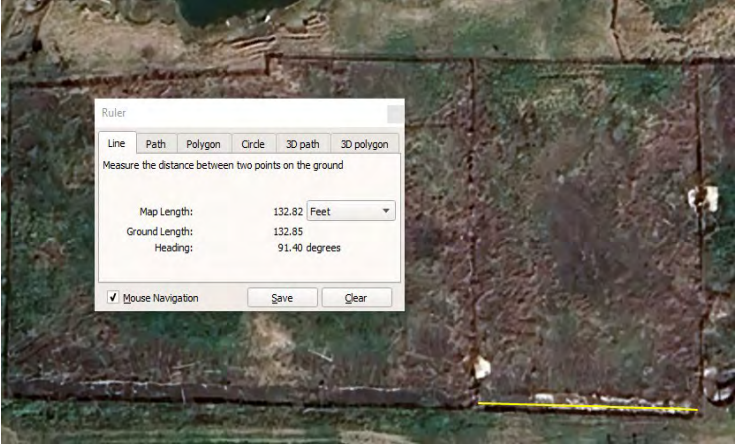 Ruler
Line Path Polygon Circle 3D path 3D polygon
Measure the distance between two points on the ground
Map Length: 132.82 Feet
Ground Length: 132.85
Heading: 91.40 degrees
Mouse Navigation Save Clear